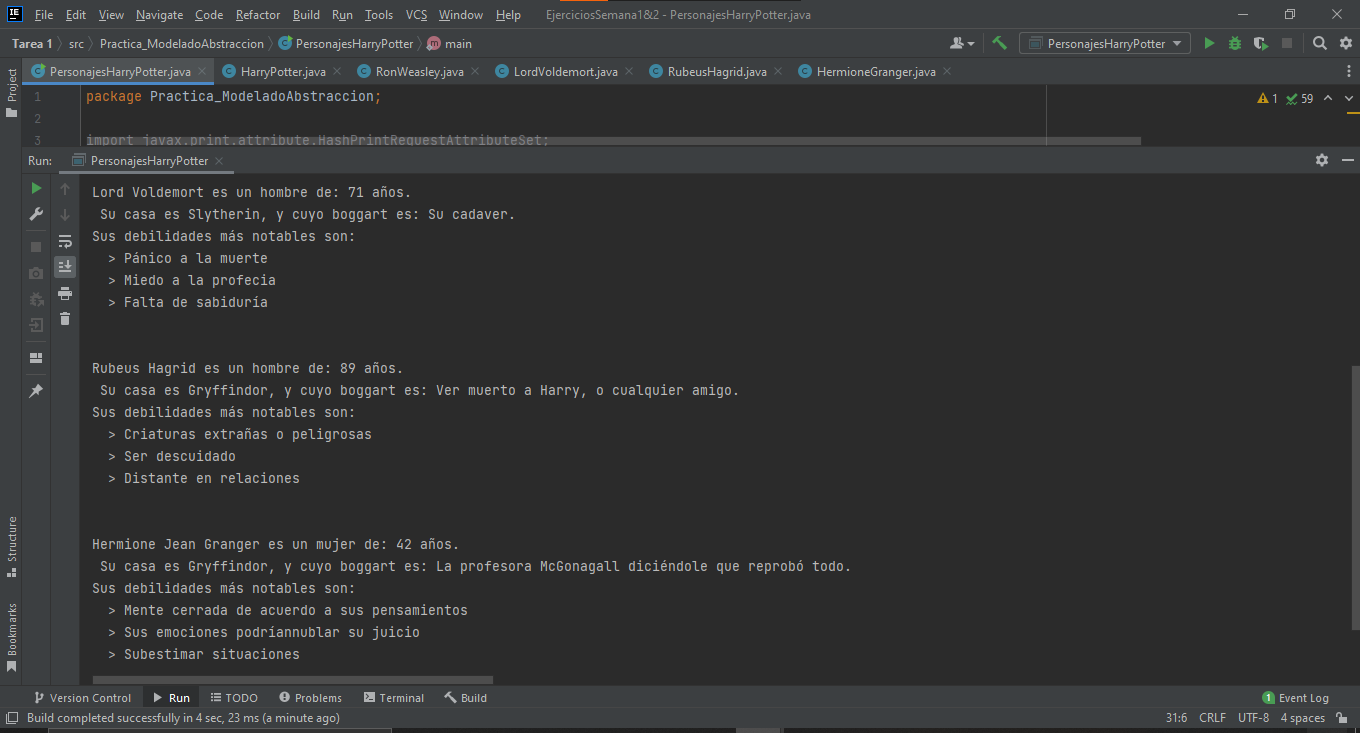 IE File Edit View Navigate Code Refactor Build Run Tools VCS Window Help EjerciciosSemana1&2 - PersonajesHarryPotter.java
Tarea 1 src Practica_ModeladoAbstraccion PersonajesHarryPotter m main PersonajesHarryPotter
Project
C PersonajesHarryPotter.java C HarryPotter.java C RonWeasley.java C LordVoldemort.java C RubeusHagrid.java C HermioneGranger.java
1 package Practica_ModeladoAbstraccion; 1 59
2
3 import javax.print.attribute.HashPrintRequestAttributeSet;
Run: PersonajesHarryPotter
Lord Voldemort es un hombre de: 71 años.
Su casa es Slytherin, y cuyo boggart es: Su cadaver.
Sus debilidades más notables son:
> Pánico a la muerte
> Miedo a la profecia
> Falta de sabiduría
Rubeus Hagrid es un hombre de: 89 años.
Su casa es Gryffindor, y cuyo boggart es: Ver muerto a Harry, o cualquier amigo.
Sus debilidades más notables son:
> Criaturas extrañas o peligrosas
> Ser descuidado
> Distante en relaciones
Hermione Jean Granger es un mujer de: 42 años.
Su casa es Gryffindor, y cuyo boggart es: La profesora McGonagall diciéndole que reprobó todo.
Sus debilidades más notables son:
> Mente cerrada de acuerdo a sus pensamientos
> Sus emociones podríannublar su juicio
> Subestimar situaciones
Structure
Bookmarks
Version Control Run TODO Problems Terminal Build 1 Event Log
Build completed successfully in 4 sec, 23 ms (a minute ago) 31:6 CRLF UTF-8 4 spaces